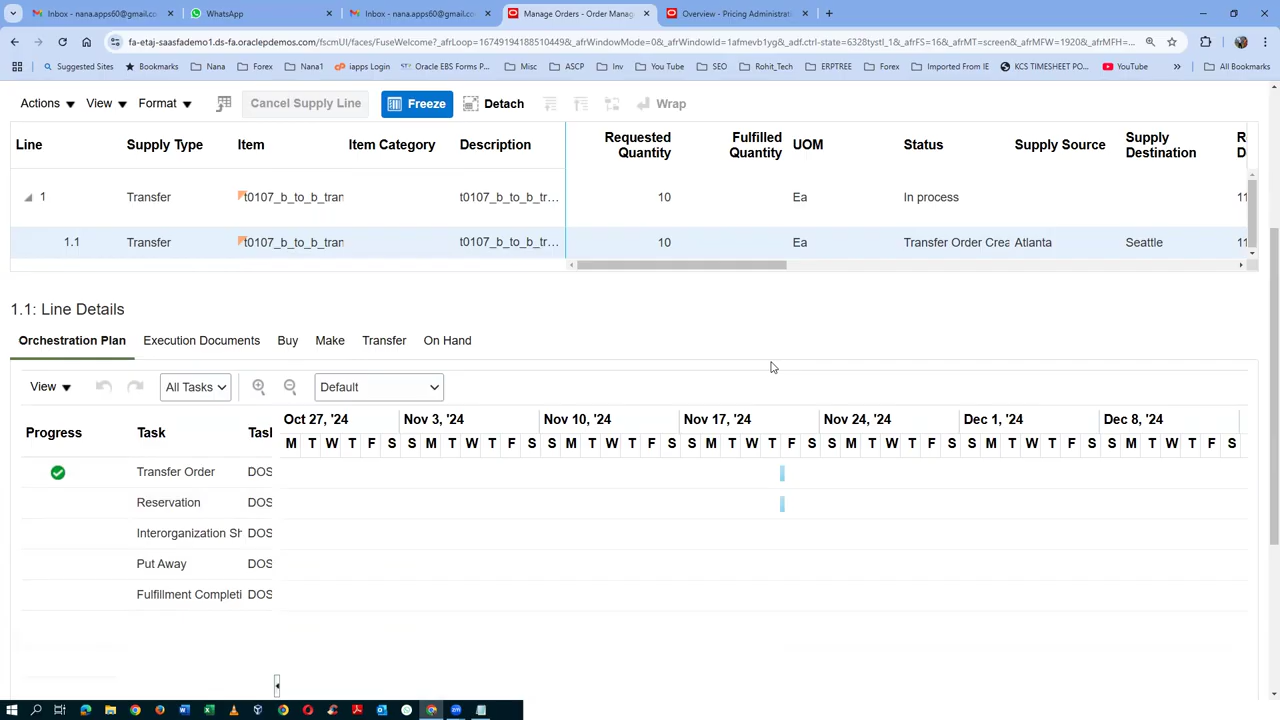 Inbox - nana.apps60@gmail.co
WhatsApp
Inbox - nana.apps60@gmail.co
Manage Orders - Order Manag
Overview - Pricing Administrati
fa-etaj-saasfademo1.ds-fa.oraclepdemos.com/fscmUI/faces/FuseWelcome?_afrLoop=16749194188510449&_afrWindowMode=0&_afrWindowId=1afmevb1yg&_adf.ctrl-state=6328tystl_1&_afrFS=16&_afrMT=screen&_afrMFW=1920&_afrMFH=...
Suggested Sites
Bookmarks
Nana
Forex
Nana1
iapps Login
Oracle EBS Forms P...
Misc
ASCP
Inv
You Tube
SEO
Rohit_Tech
ERPTREE
Forex
Imported From IE
KCS TIMESHEET PO...
YouTube
All Bookmarks
Actions
View
Format
Cancel Supply Line
Freeze
Detach
Wrap
Line
Supply Type
Item
Item Category
Description
Requested Quantity
Fulfilled Quantity
UOM
Status
Supply Source
Supply Destination
R
D
1 Transfer t0107_b_to_b_tran t0107_b_to_b_tr... 10 Ea In process 11
1.1 Transfer t0107_b_to_b_tran t0107_b_to_b_tr... 10 Ea Transfer Order Crea Atlanta Seattle 11
1.1: Line Details
Orchestration Plan
Execution Documents
Buy
Make
Transfer
On Hand
View
All Tasks
Default
Progress
Task
Task
Oct 27, '24
Nov 3, '24
Nov 10, '24
Nov 17, '24
Nov 24, '24
Dec 1, '24
Dec 8, '24
M T W T F S S M T W T F S S M T W T F S S M T W T F S S M T W T F S S M T W T F S S M T W T F S
Transfer Order DOS
Reservation DOS
Interorganization Sh DOS
Put Away DOS
Fulfillment Completi DOS